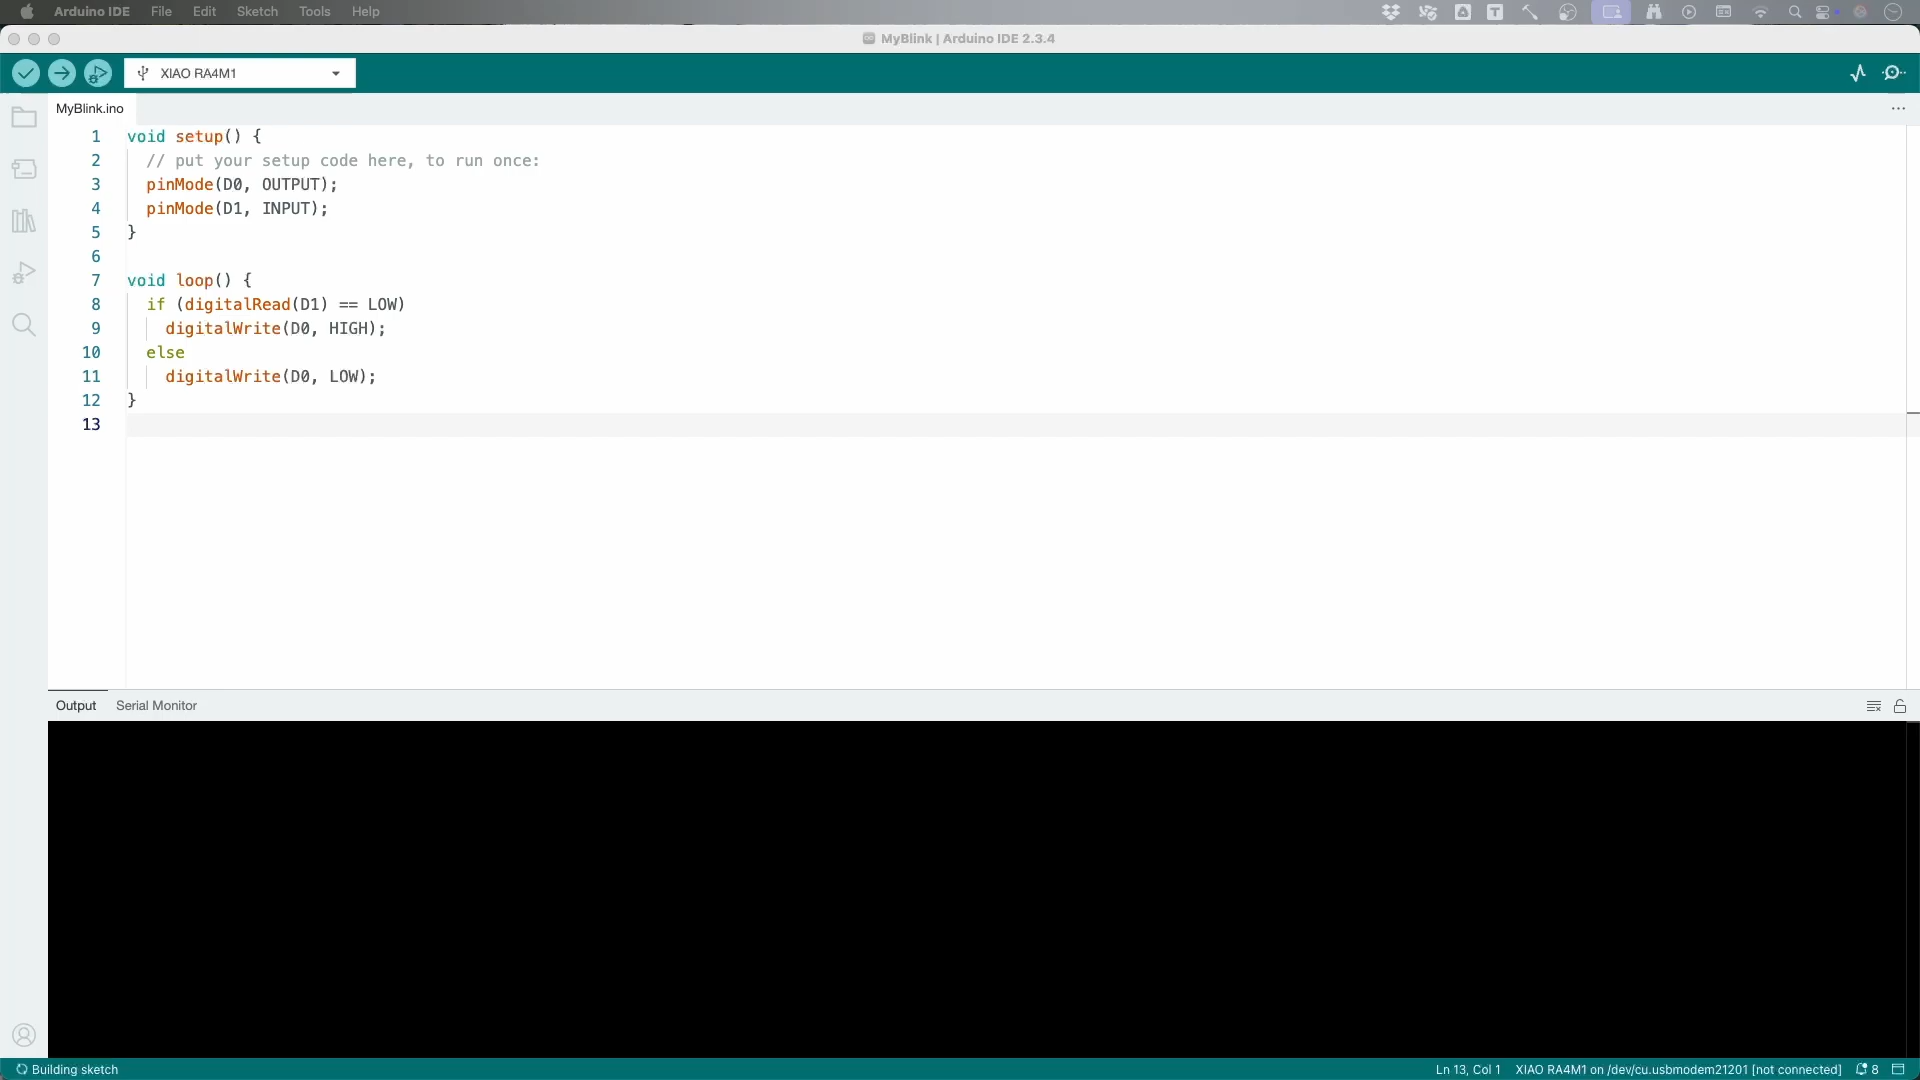 Arduino IDE File Edit Sketch Tools Help
MyBlink | Arduino IDE 2.3.4
XIAO RA4M1
MyBlink.ino
1 void setup() {
2 // put your setup code here, to run once:
3 pinMode(D0, OUTPUT);
4 pinMode(D1, INPUT);
5 }
6
7 void loop() {
8 if (digitalRead(D1) == LOW)
9 digitalWrite(D0, HIGH);
10 else
11 digitalWrite(D0, LOW);
12 }
13
Output Serial Monitor
Building sketch Ln 13, Col 1 XIAO RA4M1 on /dev/cu.usbmodem21201 [not connected] 8